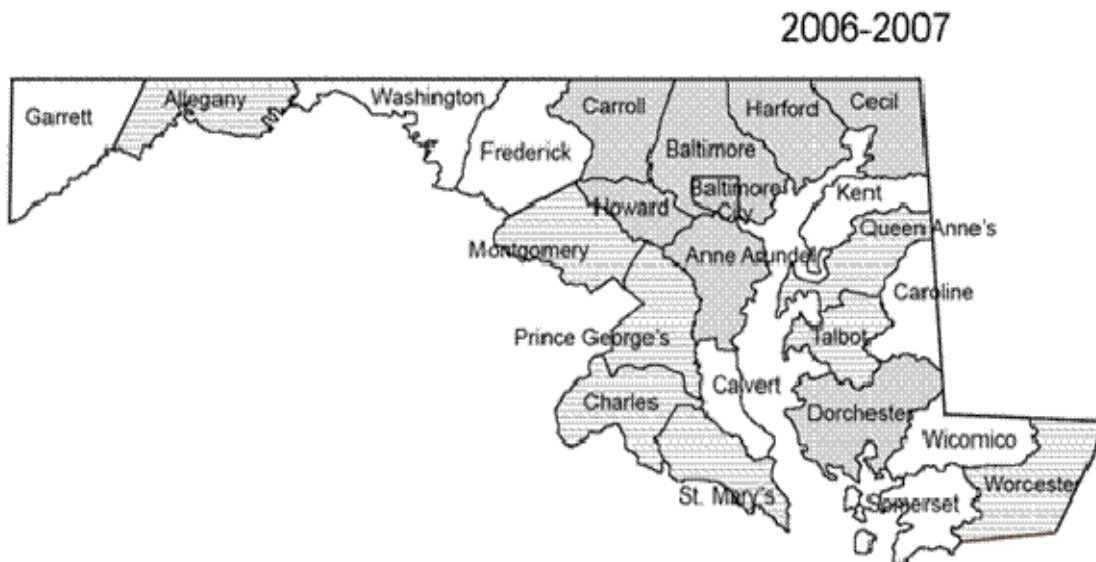 2006-2007
Garrett
Allegany
Washington
Frederick
Carroll
Baltimore
Harford
Cecil
Baltimore
City
Howard
Kent
Montgomery
Anne Arundel
Queen Anne's
Caroline
Prince George's
Talbot
Calvert
Charles
Dorchester
Wicomico
St. Mary's
Somerset
Worcester